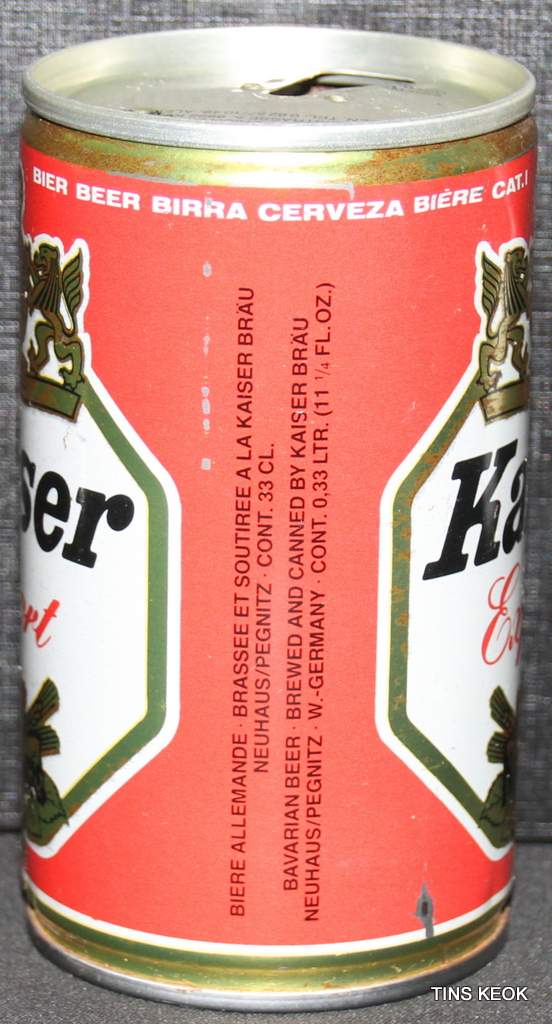 BIER BEER BIRRA CERVEZA BIÈRE CAT.I
BIERE ALLEMANDE · BRASSEE ET SOUTIREE A LA KAISER BRÄU
NEUHAUS/PEGNITZ · CONT. 33 CL.
BAVARIAN BEER · BREWED AND CANNED BY KAISER BRÄU
NEUHAUS/PEGNITZ · W.-GERMANY · CONT. 0,33 LTR. (11 1/4 FL. OZ.)
ser
rt
Ka
Exp
TINS KEOK